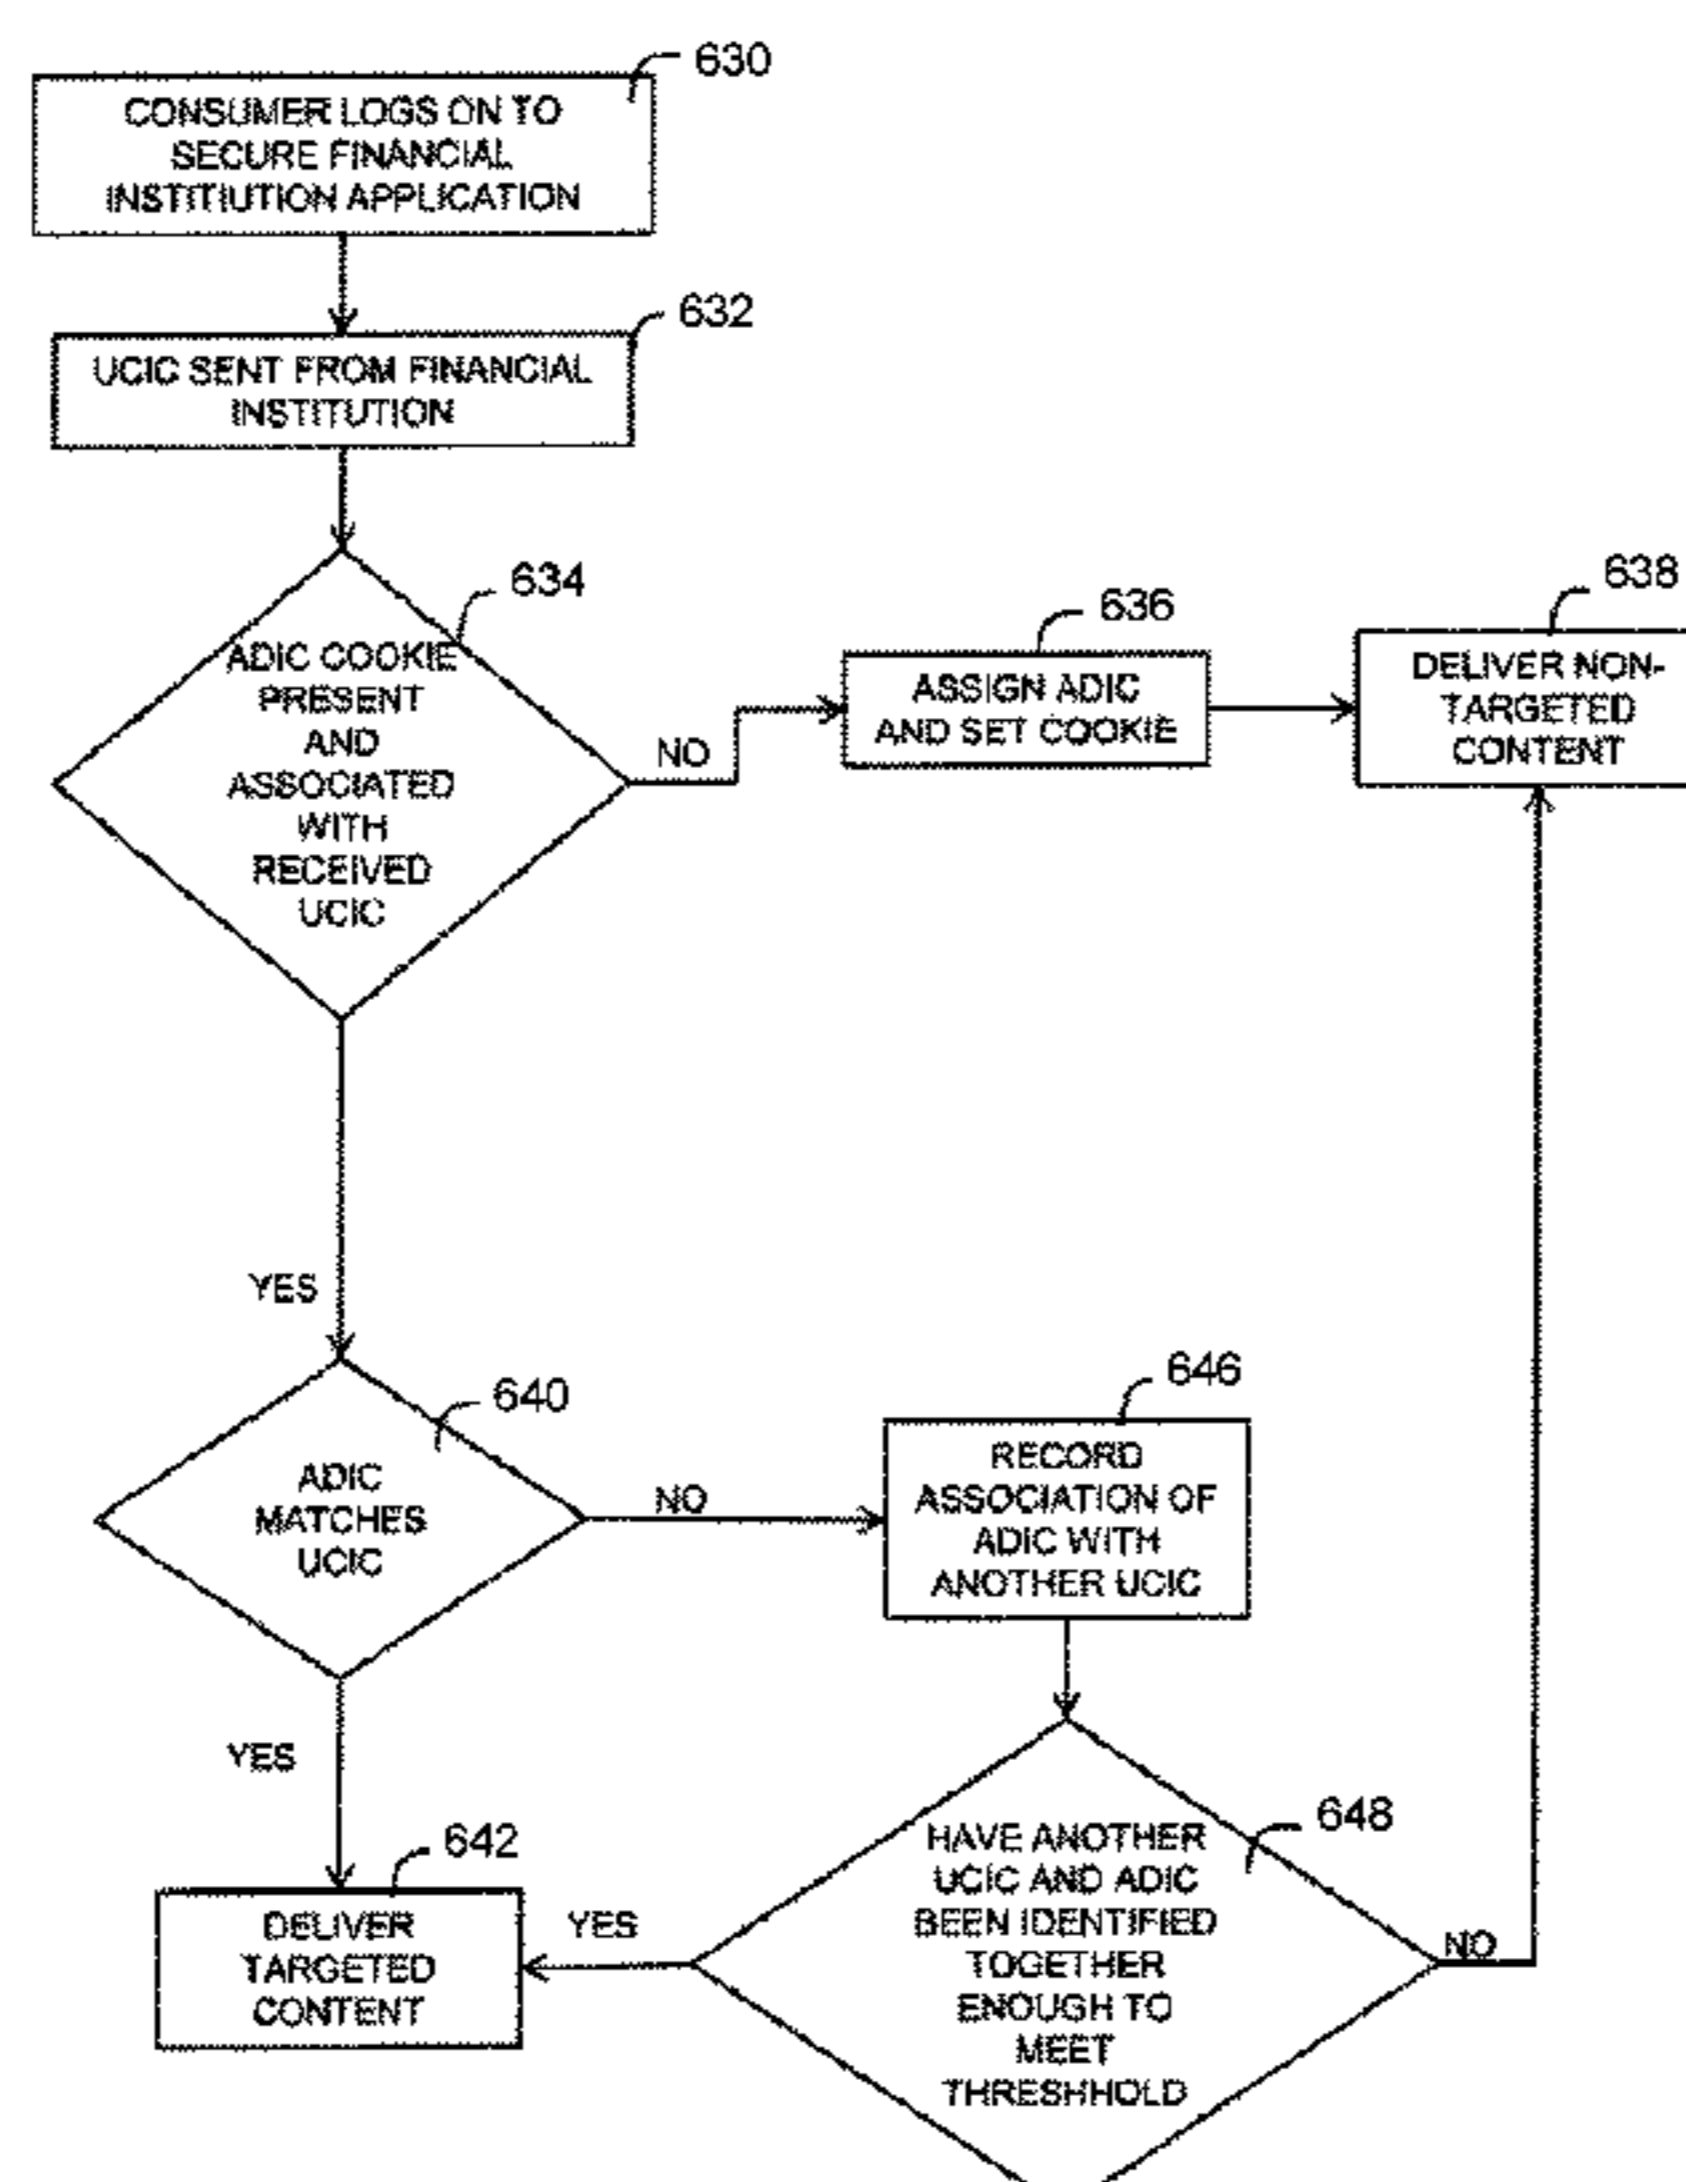 630
CONSUMER LOGS ON TO
SECURE FINANCIAL
INSTITIUTION APPLICATION
632
UCIC SENT FROM FINANCIAL
INSTITUTION
634
ADIC COOKIE
PRESENT
AND
ASSOCIATED
WITH
RECEIVED
UCIC
NO
636
ASSIGN ADIC
AND SET COOKIE
638
DELIVER NON-
TARGETED
CONTENT
YES
640
ADIC
MATCHES
UCIC
NO
646
RECORD
ASSOCIATION OF
ADIC WITH
ANOTHER UCIC
YES
642
DELIVER
TARGETED
CONTENT
YES
648
HAVE ANOTHER
UCIC AND ADIC
BEEN IDENTIFIED
TOGETHER
ENOUGH TO
MEET
THRESHHOLD
NO